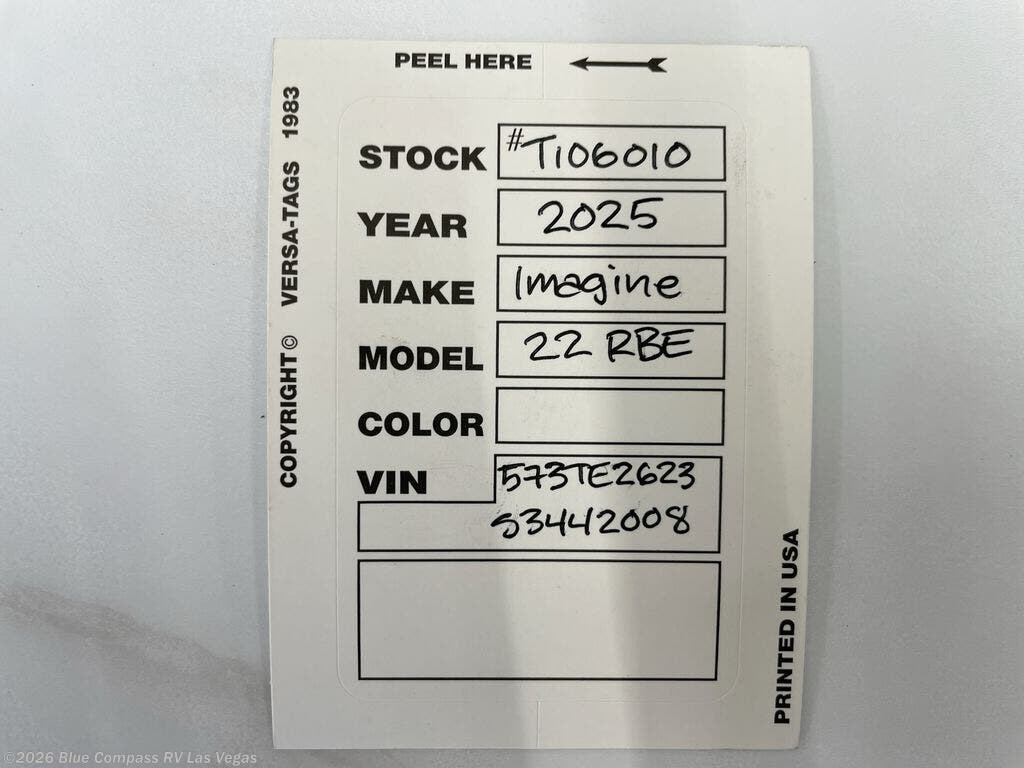 PEEL HERE
COPYRIGHT © VERSA-TAGS 1983
STOCK #T106010
YEAR 2025
MAKE Imagine
MODEL 22 RBE
COLOR
VIN 573TE2623
S3442008
PRINTED IN USA
©2026 Blue Compass RV Las Vegas